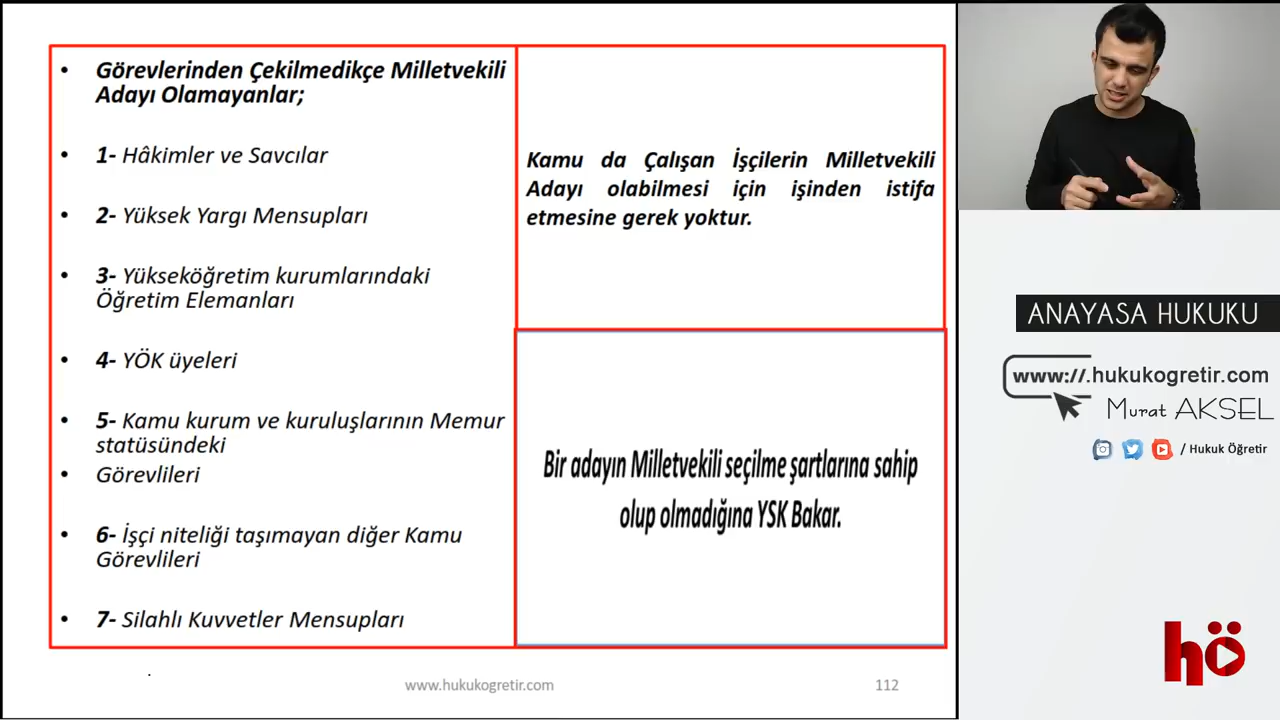 • Görevlerinden Çekilmedikçe Milletvekili
Adayı Olamayanlar;
• 1- Hâkimler ve Savcılar
• 2- Yüksek Yargı Mensupları
• 3- Yükseköğretim kurumlarındaki
Öğretim Elemanları
• 4- YÖK üyeleri
• 5- Kamu kurum ve kuruluşlarının Memur
statüsündeki
• Görevlileri
• 6- İşçi niteliği taşımayan diğer Kamu
Görevlileri
• 7- Silahlı Kuvvetler Mensupları
Kamu da Çalışan İşçilerin Milletvekili
Adayı olabilmesi için işinden istifa
etmesine gerek yoktur.
Bir adayın Milletvekili seçilme şartlarına sahip
olup olmadığına YSK Bakar.
www.hukukogretir.com
112
ANAYASA HUKUKU
www://.hukukogretir.com
Murat AKSEL
/ Hukuk Öğretir
hö